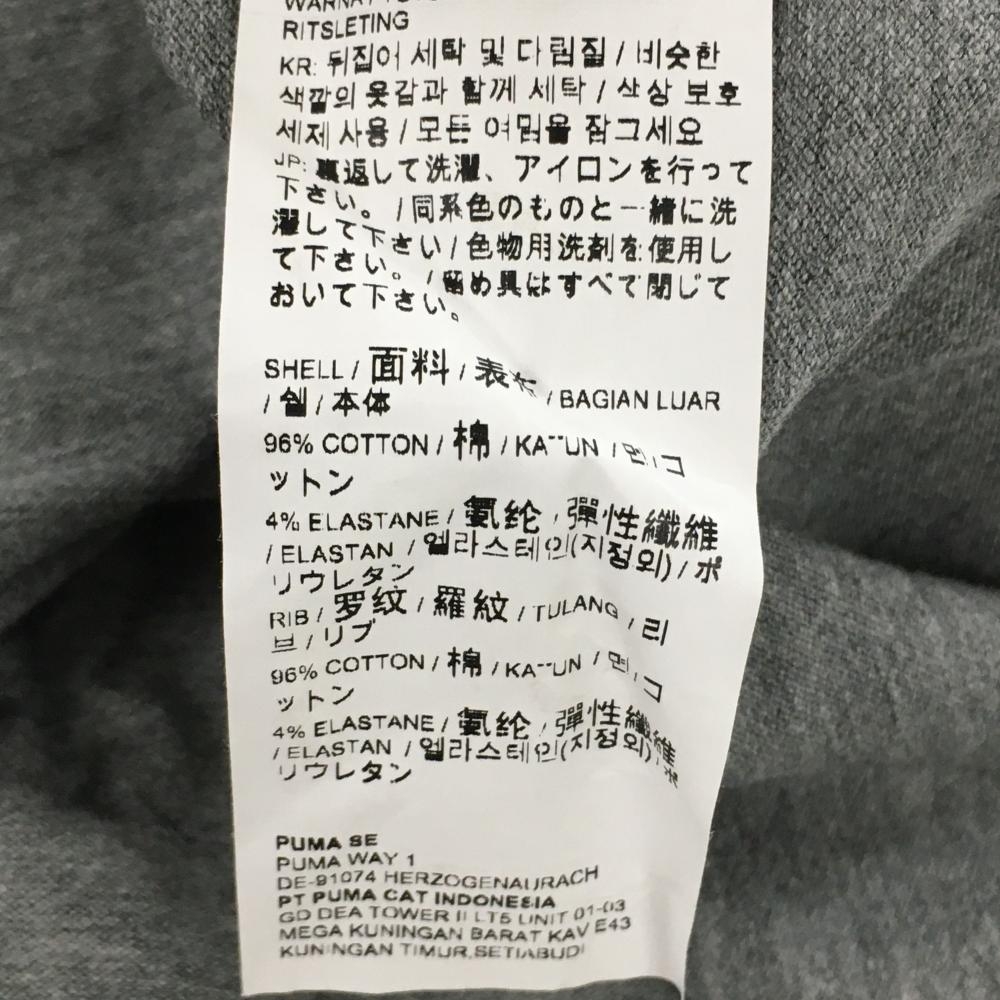 RITSLETING
KR: 뒤집어 세탁 및 다림질 / 비슷한
색깔의 옷감과 함께 세탁 / 색상 보호
세제 사용 / 모든 여밈을 잠그세요
JP: 裏返して洗濯、アイロンを行って
下さい。 / 同系色のものと一緒に洗
濯して下さい / 色物用洗剤を使用し
て下さい。 / 留め具はすべて閉じて
おいて下さい。
SHELL / 面料 / 表布 / BAGIAN LUAR
/ 쉘 / 本体
96% COTTON / 棉 / KATUN / 면 / コ
ットン
4% ELASTANE / 氨纶 / 彈性纖維
/ ELASTAN / 엘라스테인(지정외) / ポ
リウレタン
RIB / 罗纹 / 羅紋 / TULANG / 리
브 / リブ
96% COTTON / 棉 / KATUN / 면 / コ
ットン
4% ELASTANE / 氨纶 / 彈性纖維
/ ELASTAN / 엘라스테인(지정외) / ポ
リウレタン
PUMA SE
PUMA WAY 1
DE-91074 HERZOGENAURACH
PT PUMA CAT INDONESIA
GD DEA TOWER II LT5 UNIT 01-03
MEGA KUNINGAN BARAT KAV E43
KUNINGAN TIMUR,SETIABUDI